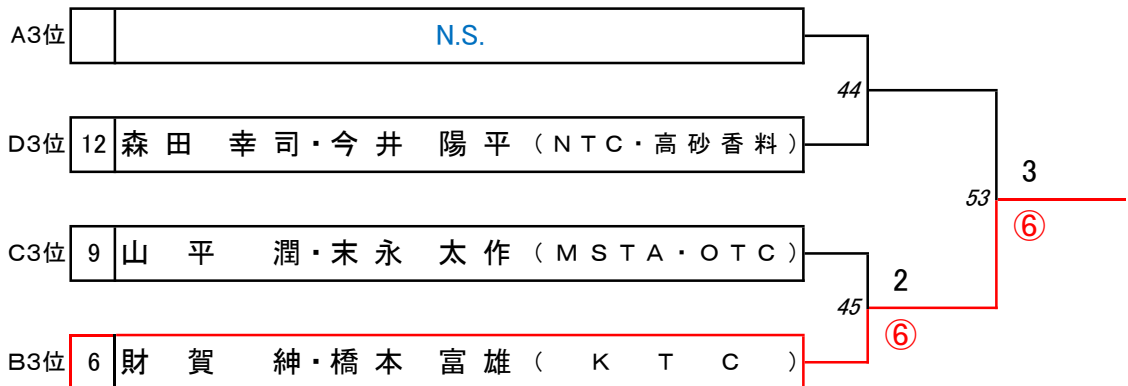 A3位 N.S.
44
D3位 12 森田 幸司・今井 陽平(NTC・高砂香料)
3
53
⑥
C3位 9 山平 潤・末永 太作(MSTA・OTC)
2
45
⑥
B3位 6 財賀 紳・橋本 富雄(KTC)